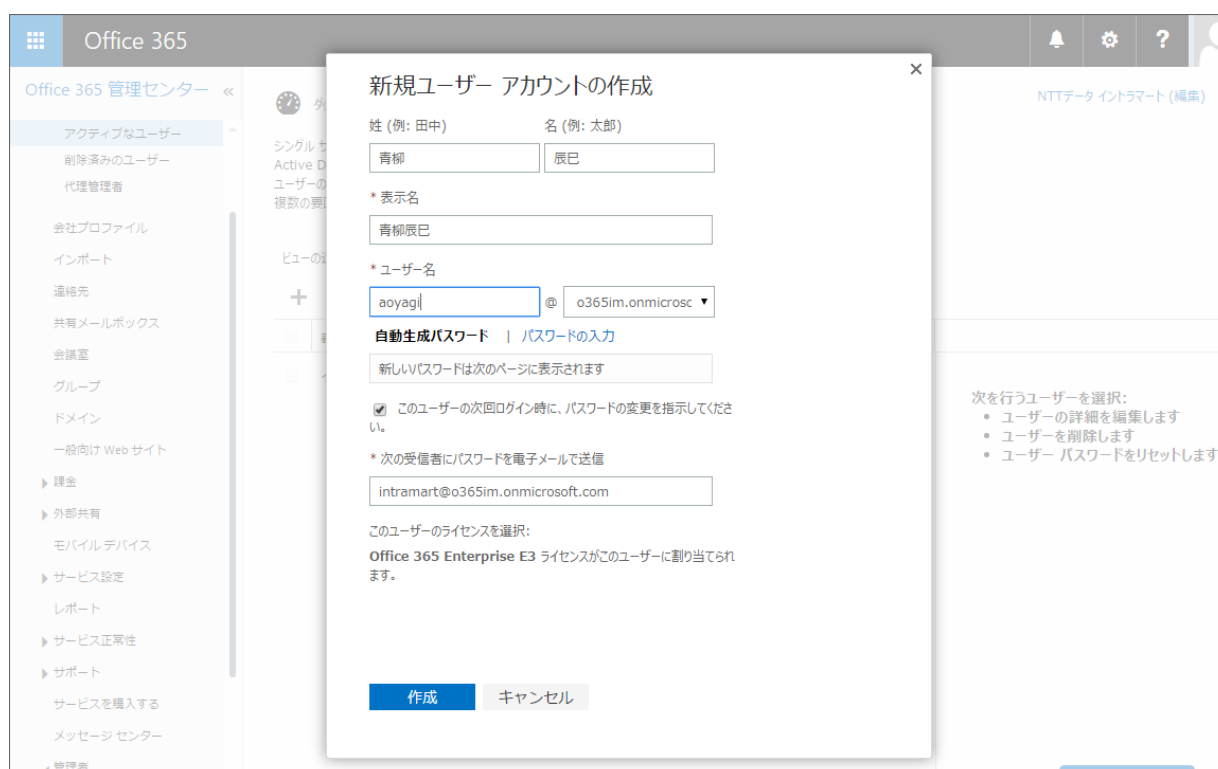 Office 365
?
Office 365 管理センター «
アクティブなユーザー
削除済みのユーザー
代理管理者
会社プロファイル
インポート
連絡先
共有メールボックス
会議室
グループ
ドメイン
一般向け Web サイト
課金
外部共有
モバイル デバイス
サービス設定
レポート
サービス正常性
サポート
サービスを購入する
メッセージ センター
管理者
シングル サ
Active D
ユーザーの
複数の要
ビューの
新規ユーザー アカウントの作成
姓 (例: 田中) 名 (例: 太郎)
青柳 辰巳
* 表示名
青柳辰巳
* ユーザー名
aoyagi @ o365im.onmicrosc
自動生成パスワード | パスワードの入力
新しいパスワードは次のページに表示されます
このユーザーの次回ログイン時に、パスワードの変更を指示してくださ
い。
* 次の受信者にパスワードを電子メールで送信
intramart@o365im.onmicrosoft.com
このユーザーのライセンスを選択:
Office 365 Enterprise E3 ライセンスがこのユーザーに割り当てられ
ます。
作成 キャンセル
NTTデータ イントラマート (編集)
次を行うユーザーを選択:
• ユーザーの詳細を編集します
• ユーザーを削除します
• ユーザー パスワードをリセットします